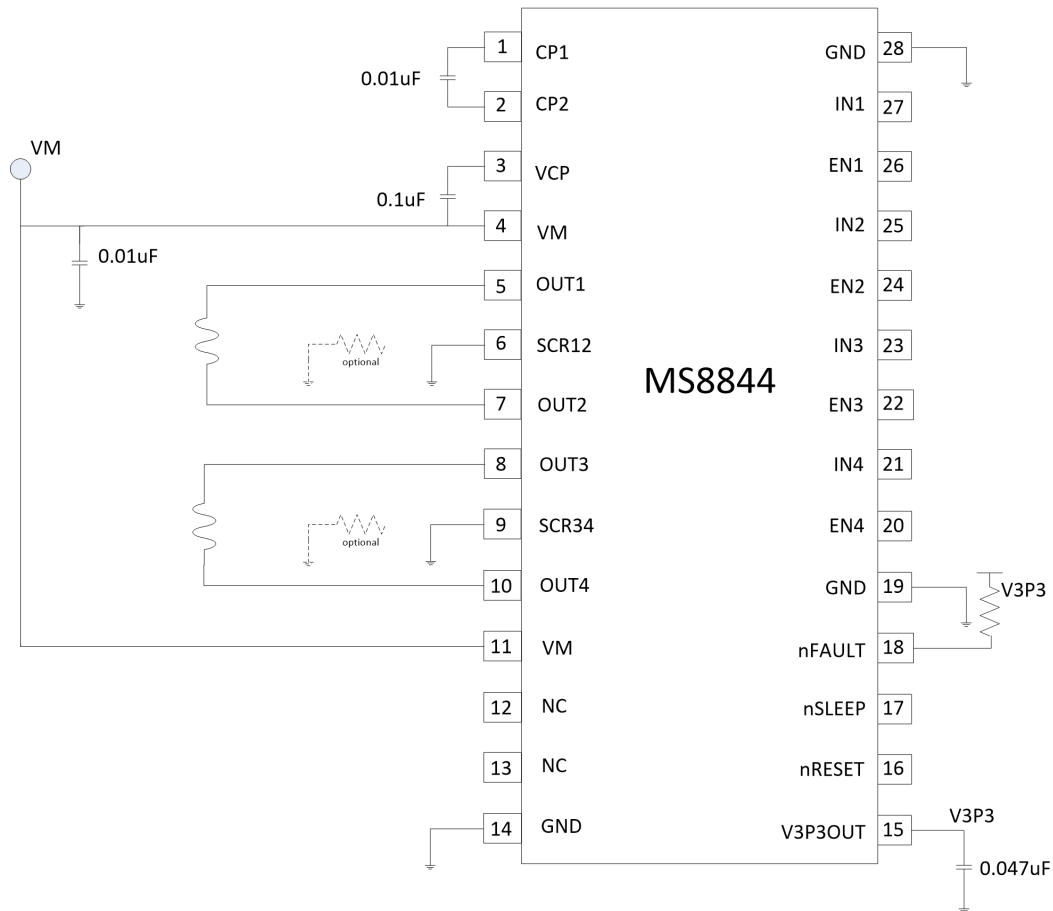 1
CP1
0.01uF
2
CP2
VM
3
VCP
0.1uF
4
VM
0.01uF
5
OUT1
6
SCR12
optional
7
OUT2
8
OUT3
9
SCR34
optional
10
OUT4
11
VM
12
NC
13
NC
14
GND
MS8844
GND
28
IN1
27
EN1
26
IN2
25
EN2
24
IN3
23
EN3
22
IN4
21
EN4
20
GND
19
V3P3
nFAULT
18
nSLEEP
17
nRESET
16
V3P3
V3P3OUT
15
0.047uF